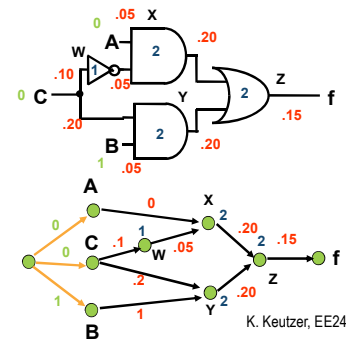 0 .05 X
A 2 .20
W
.10 1 .05 Z
0 C Y 2 f
.20 2 .15
B .20
1 .05
A
0 X
0 1 2 .20
C .1 .05 2 .15
0 W f
.2 Z
1 1 Y 2 .20
B
K. Keutzer, EE24